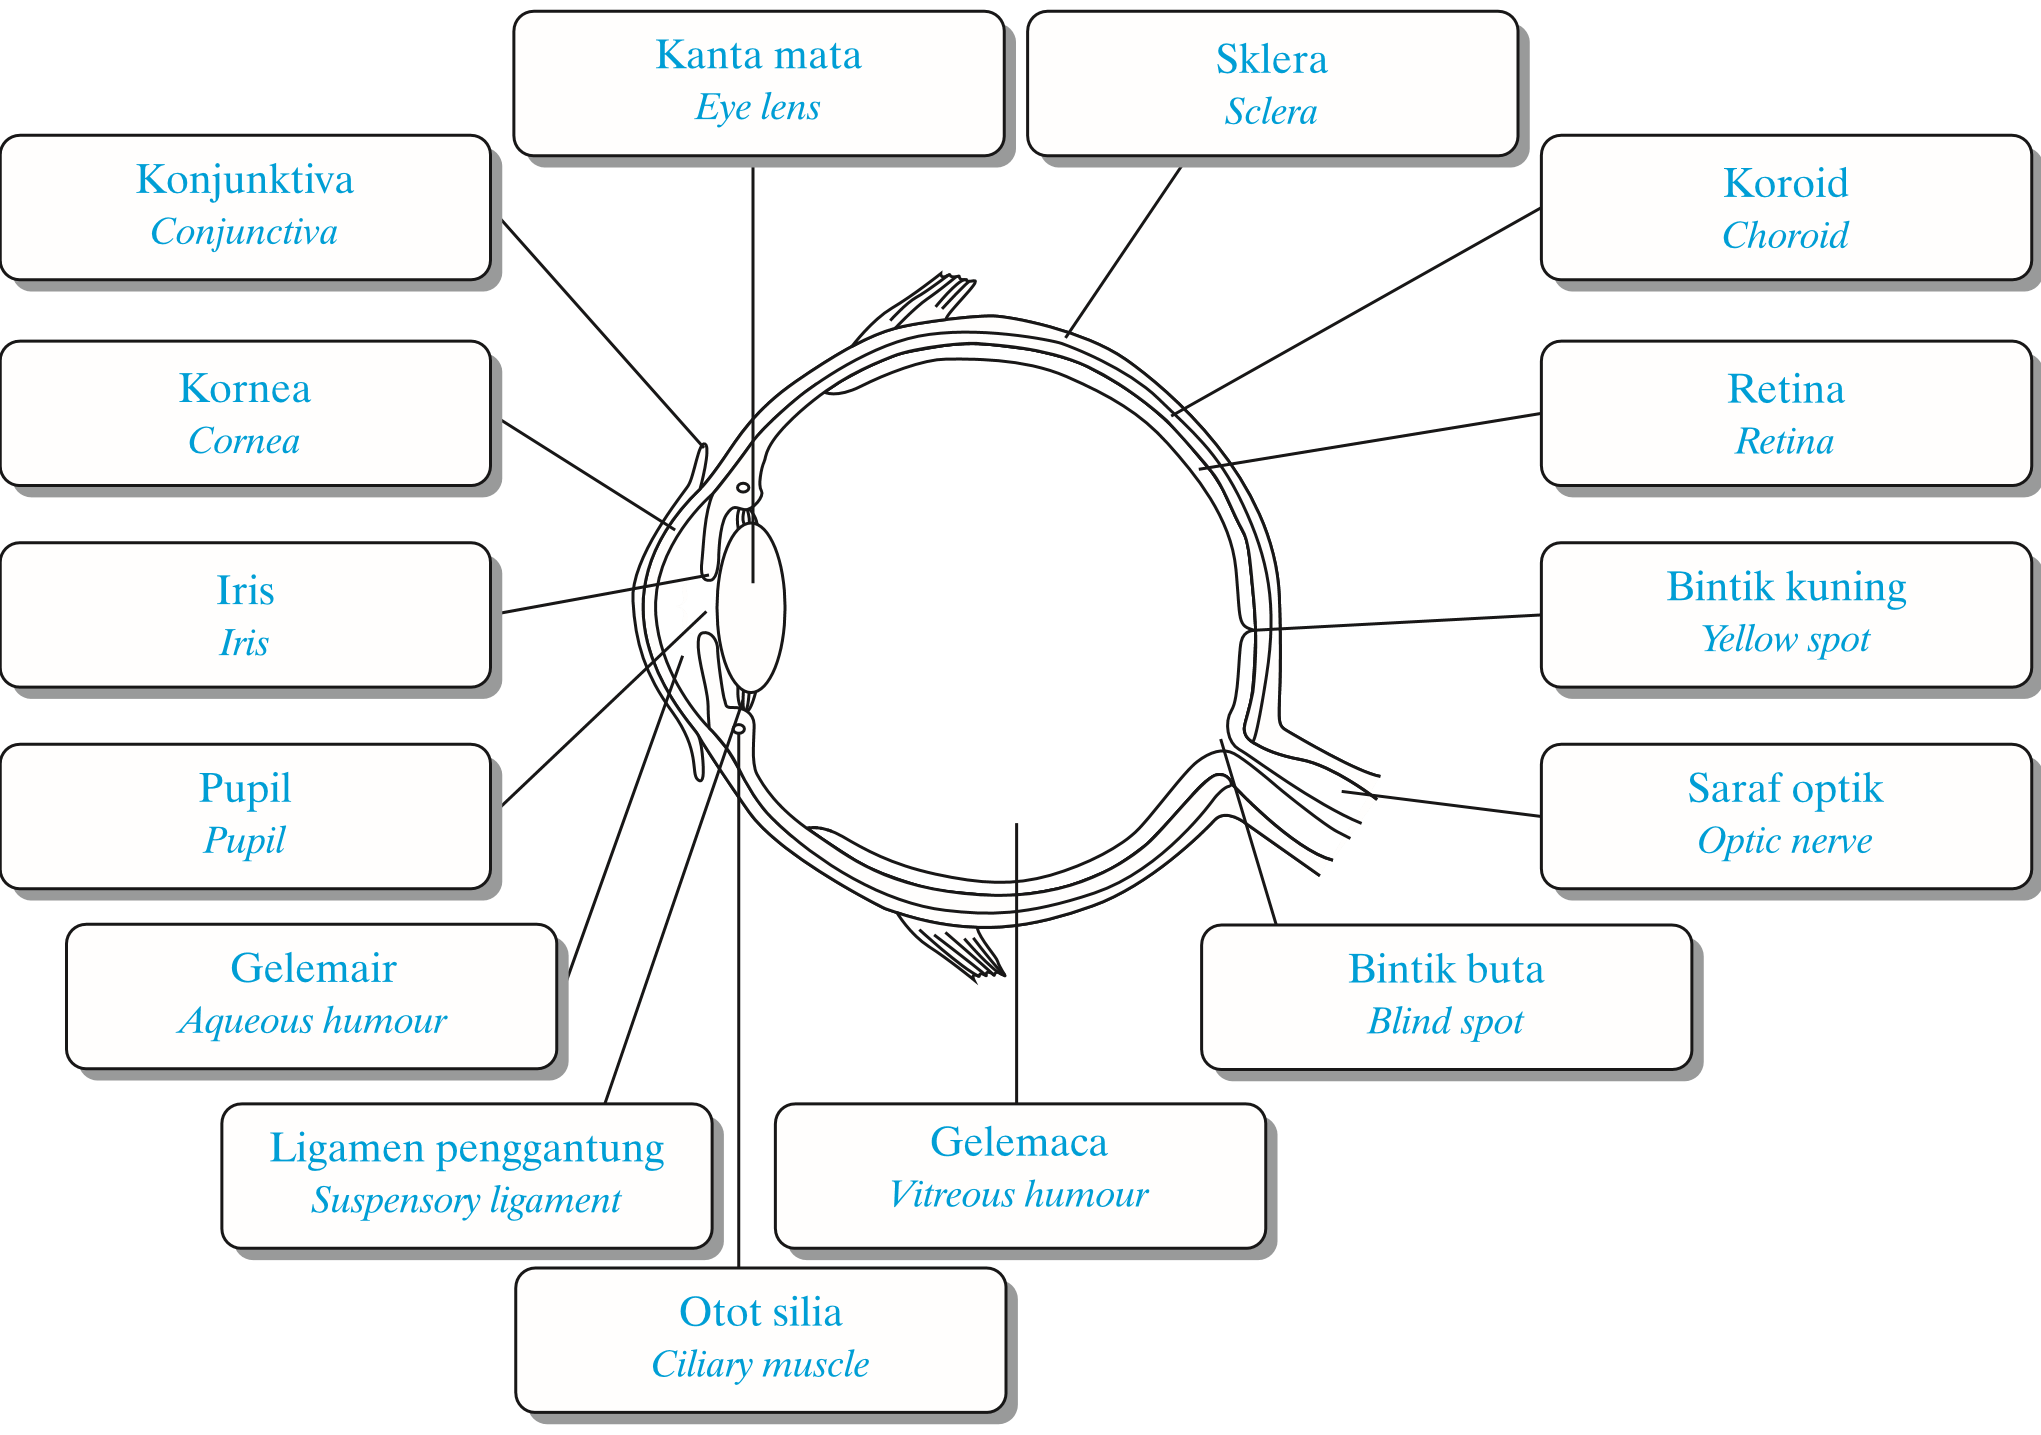 Kanta mata
Eye lens
Sklera
Sclera
Konjunktiva
Conjunctiva
Koroid
Choroid
Kornea
Cornea
Retina
Retina
Iris
Iris
Bintik kuning
Yellow spot
Pupil
Pupil
Saraf optik
Optic nerve
Gelemair
Aqueous humour
Bintik buta
Blind spot
Ligamen penggantung
Suspensory ligament
Gelemaca
Vitreous humour
Otot silia
Ciliary muscle